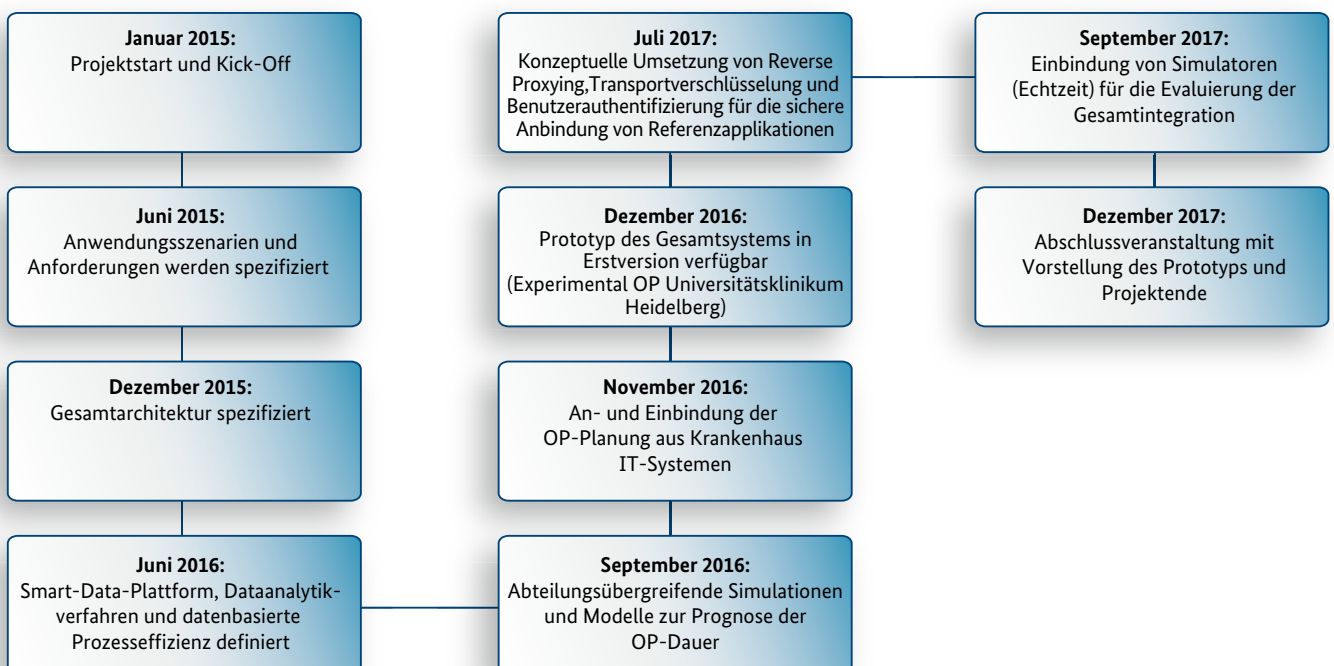 Januar 2015:
Projektstart und Kick-Off
Juni 2015:
Anwendungsszenarien und
Anforderungen werden spezifiziert
Dezember 2015:
Gesamtarchitektur spezifiziert
Juni 2016:
Smart-Data-Plattform, Dataanalytik-
verfahren und datenbasierte
Prozesseffizienz definiert
September 2016:
Abteilungsübergreifende Simulationen
und Modelle zur Prognose der
OP-Dauer
November 2016:
An- und Einbindung der
OP-Planung aus Krankenhaus
IT-Systemen
Dezember 2016:
Prototyp des Gesamtsystems in
Erstversion verfügbar
(Experimental OP Universitätsklinikum
Heidelberg)
Juli 2017:
Konzeptuelle Umsetzung von Reverse
Proxying,Transportverschlüsselung und
Benutzerauthentifizierung für die sichere
Anbindung von Referenzapplikationen
September 2017:
Einbindung von Simulatoren
(Echtzeit) für die Evaluierung der
Gesamtintegration
Dezember 2017:
Abschlussveranstaltung mit
Vorstellung des Prototyps und
Projektende